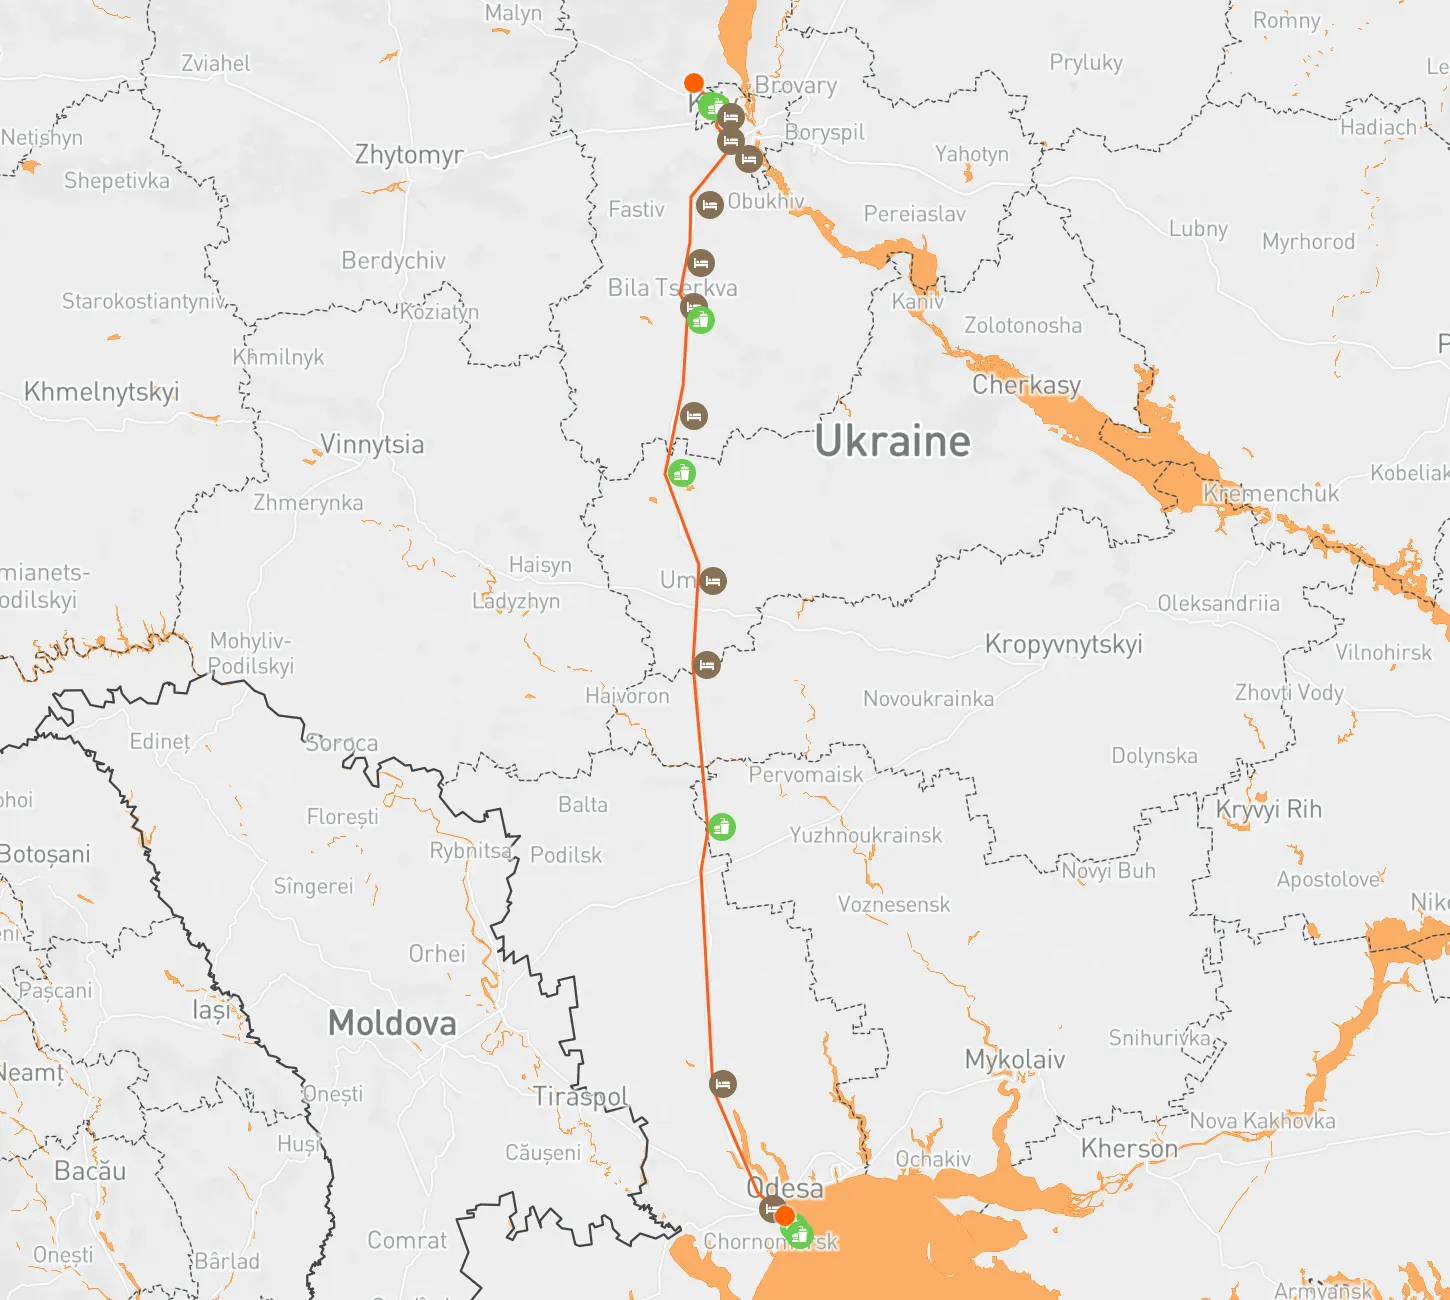 Malyn
Romny
Zviahel
Pryluky
Le
Brovary
Netishyn
Boryspil
Hadiach
Zhytomyr
Yahotyn
Shepetivka
Fastiv
Obukhiv
Pereiaslav
Lubny
Myrhorod
Berdychiv
Bila Tserkva
Starokostiantyniv
Koziatyn
Kaniv
Zolotonosha
Khmilnyk
P
Khmelnytskyi
Cherkasy
Vinnytsia
Ukraine
Kobeliak
Zhmerynka
Kremenchuk
Haisyn
mianets-
odilskyi
Um
Ladyzhyn
Oleksandriia
Mohyliv-
Podilskyi
Kropyvnytskyi
Vilnohirsk
Haivoron
Novoukrainka
Zhovti Vody
Edineț
Soroca
Dolynska
Pervomaisk
ohoi
Balta
Florești
Kryvyi Rih
Yuzhnoukrainsk
Botoșani
Rybnitsa
Podilsk
Novyi Buh
Sîngerei
Apostolove
Voznesensk
Niko
eni
Orhei
Pașcani
Iași
Moldova
Snihurivka
Mykolaiv
Neamț
Onești
Tiraspol
Nova Kakhovka
Huși
Căușeni
Kherson
Ochakiv
Bacău
Odesa
Comrat
Chornomorsk
Onești
Bârlad
Armyansk